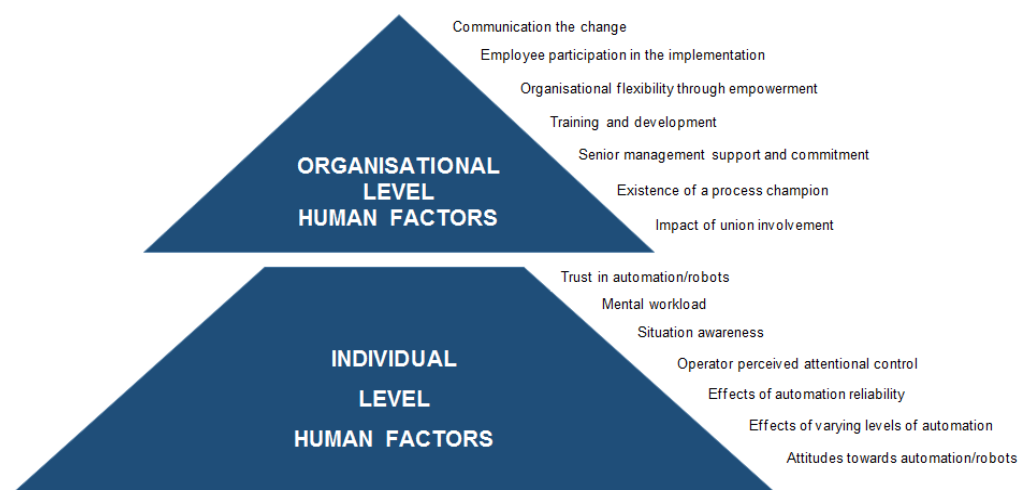 Communication the change
Employee participation in the implementation
Organisational flexibility through empowerment
Training and development
Senior management support and commitment
Existence of a process champion
Impact of union involvement
ORGANISATIONAL
LEVEL
HUMAN FACTORS
Trust in automation/robots
Mental workload
Situation awareness
Operator perceived attentional control
Effects of automation reliability
Effects of varying levels of automation
Attitudes towards automation/robots
INDIVIDUAL
LEVEL
HUMAN FACTORS